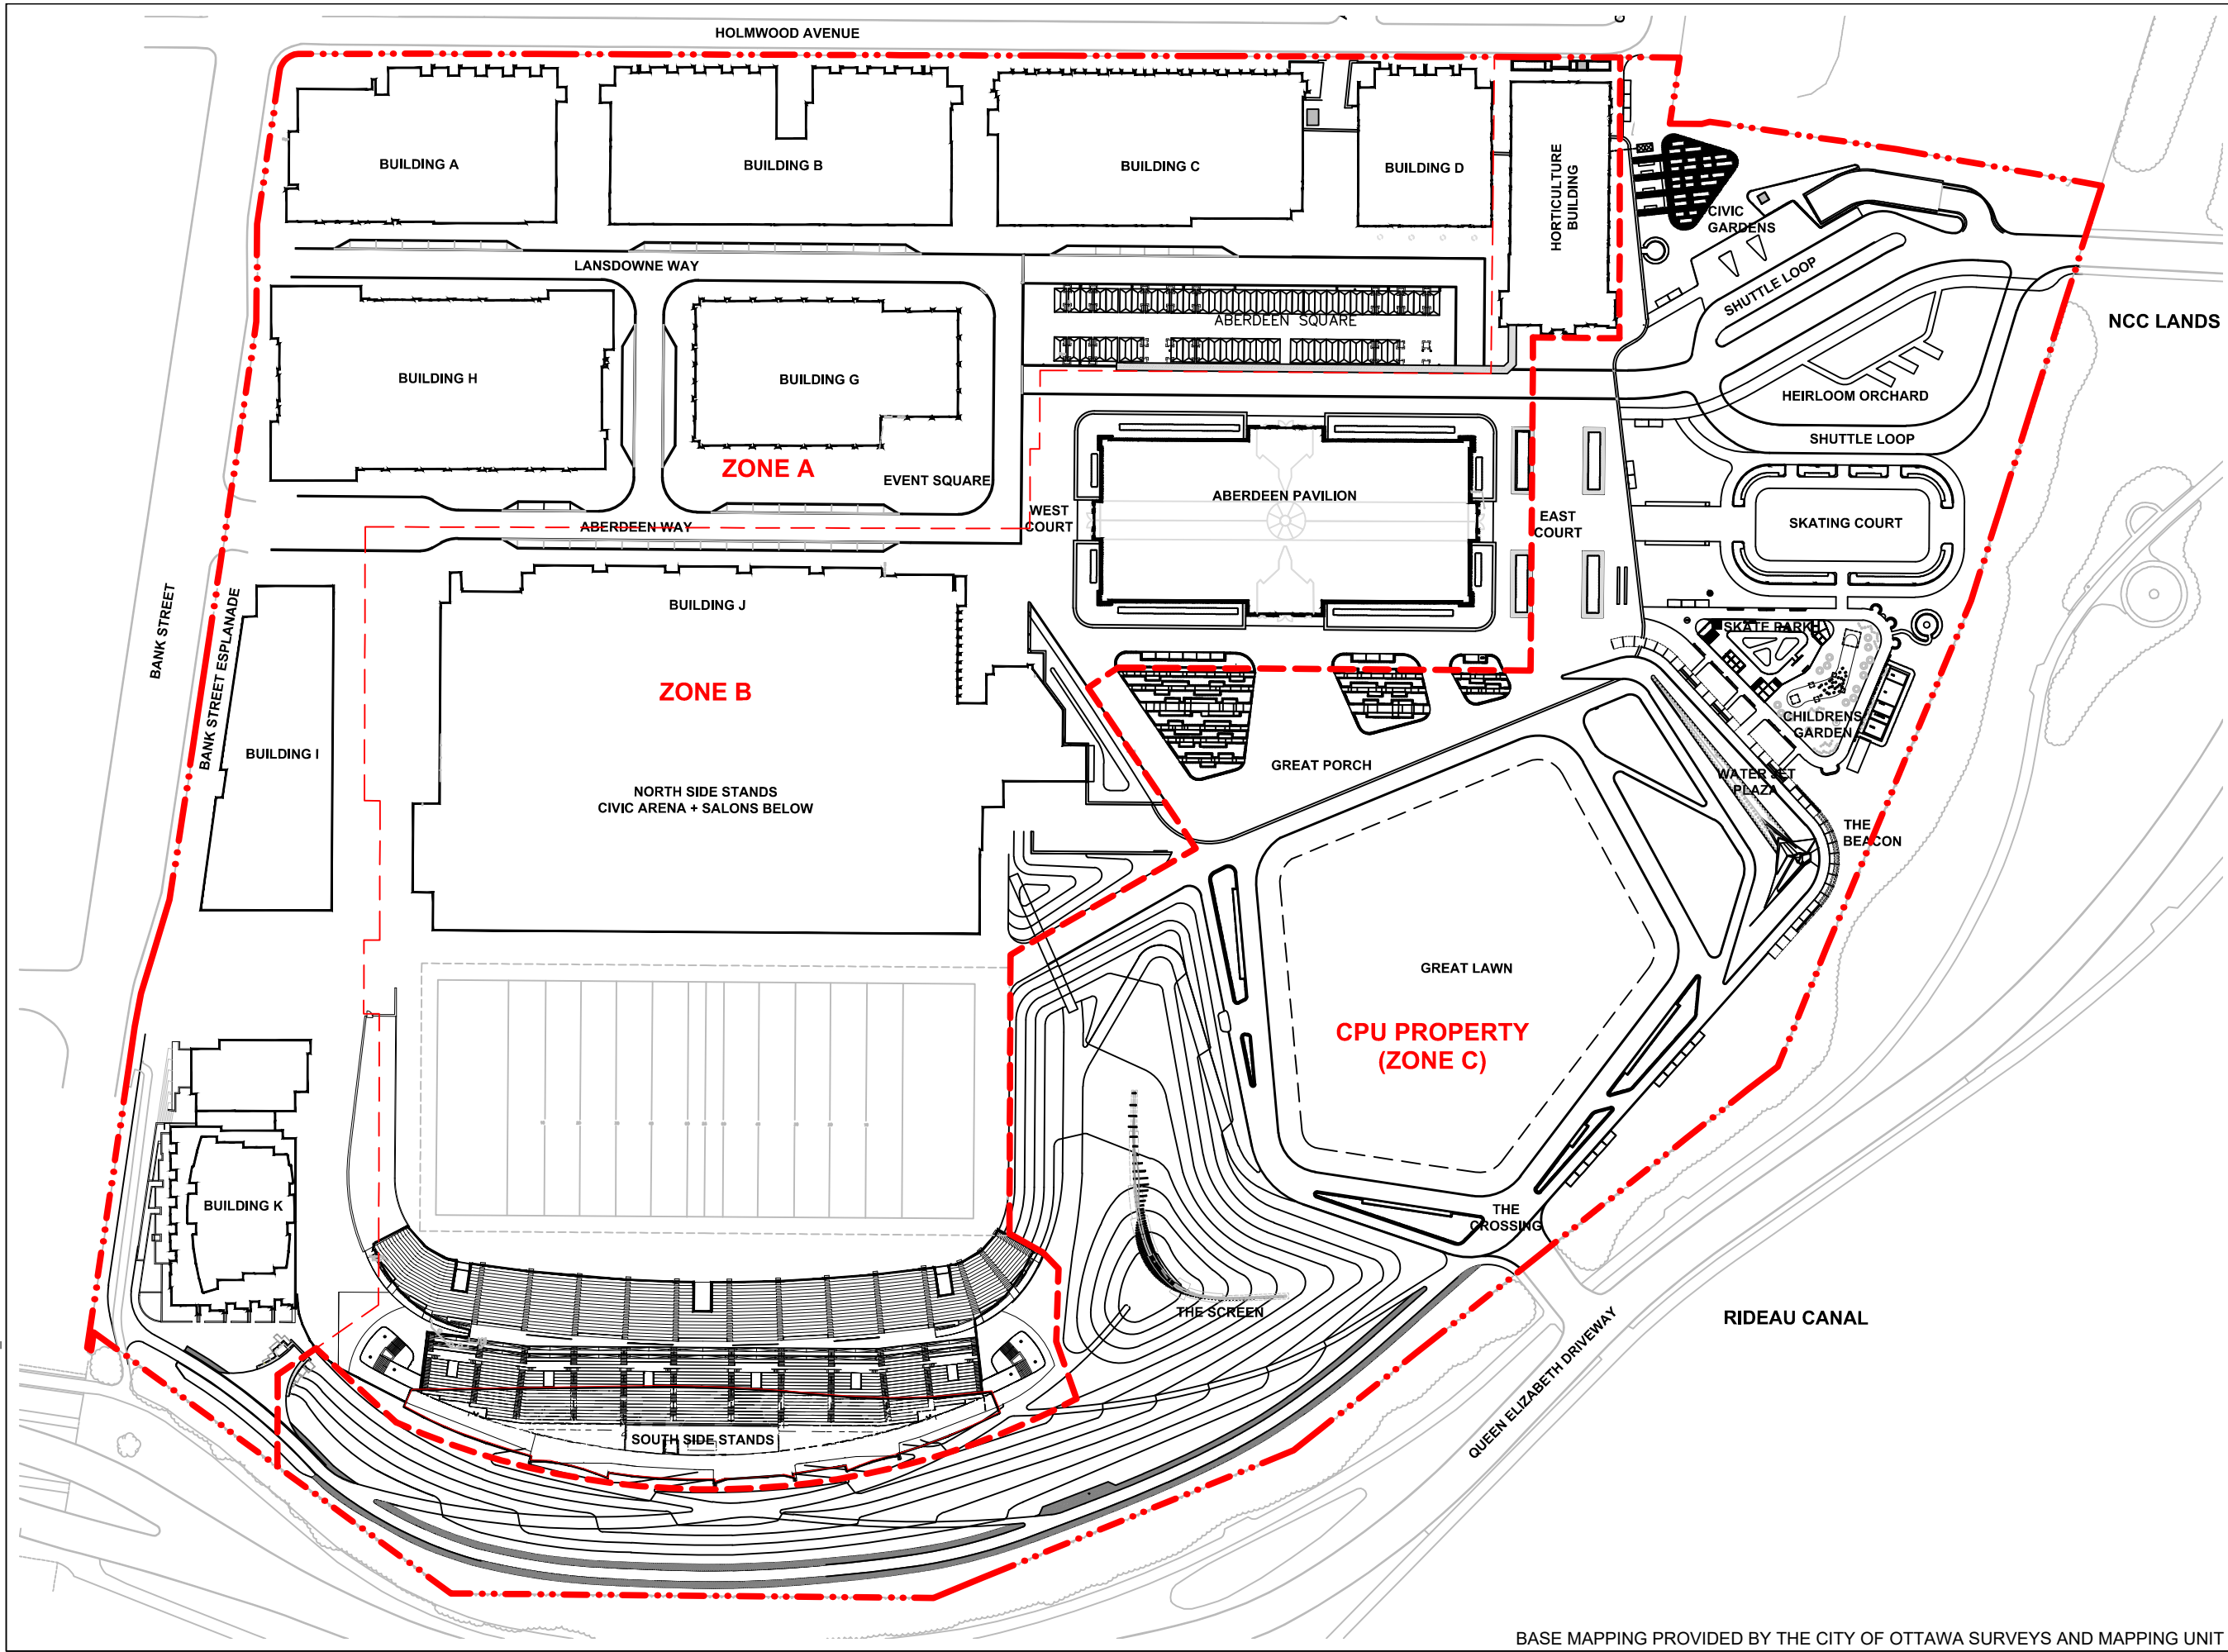 HOLMWOOD AVENUE
BUILDING A
BUILDING B
BUILDING C
BUILDING D
HORTICULTURE
BUILDING
CIVIC
GARDENS
LANSDOWNE WAY
SHUTTLE LOOP
ABERDEEN SQUARE
NCC LANDS
BUILDING H
BUILDING G
HEIRLOOM ORCHARD
SHUTTLE LOOP
ZONE A
EVENT SQUARE
ABERDEEN PAVILION
WEST
COURT
EAST
COURT
SKATING COURT
ABERDEEN WAY
BANK STREET
BANK STREET ESPLANADE
BUILDING J
SKATE PARK
ZONE B
CHILDRENS
GARDEN
BUILDING I
GREAT PORCH
WATER JET
PLAZA
NORTH SIDE STANDS
CIVIC ARENA + SALONS BELOW
THE
BEACON
GREAT LAWN
CPU PROPERTY
(ZONE C)
BUILDING K
THE
CROSSING
THE SCREEN
RIDEAU CANAL
QUEEN ELIZABETH DRIVEWAY
SOUTH SIDE STANDS
BASE MAPPING PROVIDED BY THE CITY OF OTTAWA SURVEYS AND MAPPING UNIT